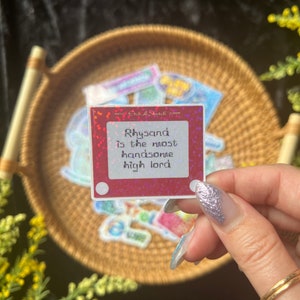 Rhysand
is the most
handsome
high lord